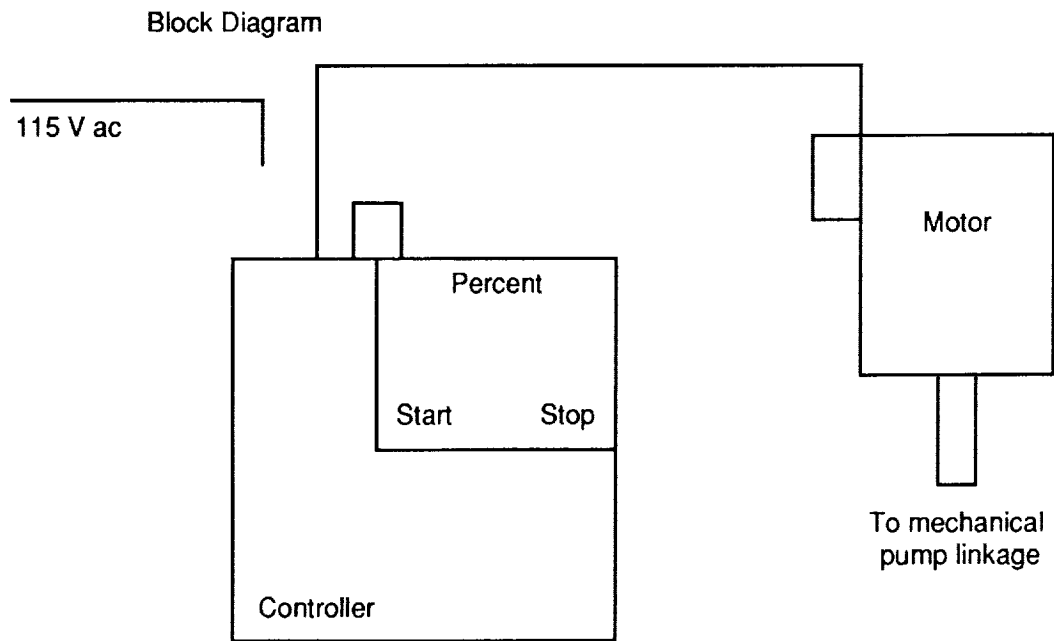 Block Diagram
115 V ac
Motor
Percent
Start Stop
To mechanical
pump linkage
Controller